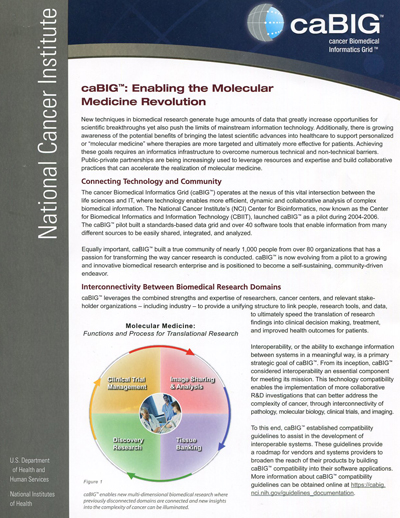 National Cancer Institute
caBIG™
cancer Biomedical
Informatics Grid™
caBIG™: Enabling the Molecular
Medicine Revolution
New techniques in biomedical research generate huge amounts of data that greatly increase opportunities for
scientific breakthroughs yet also push the limits of mainstream information technology. Additionally, there is growing
awareness of the potential benefits of bringing the latest scientific advances into healthcare to support personalized
or "molecular medicine" where therapies are more targeted and ultimately more effective for patients. Achieving
these goals requires an informatics infrastructure to overcome numerous technical and non-technical barriers.
Public-private partnerships are being increasingly used to leverage resources and expertise and build collaborative
practices that can accelerate the realization of molecular medicine.
Connecting Technology and Community
The cancer Biomedical Informatics Grid (caBIG™) operates at the nexus of this vital intersection between the
life sciences and IT, where technology enables more efficient, dynamic and collaborative analysis of complex
biomedical information. The National Cancer Institute's (NCI) Center for Bioinformatics, now known as the Center
for Biomedical Informatics and Information Technology (CBIIT), launched caBIG™ as a pilot during 2004-2006.
The caBIG™ pilot built a standards-based data grid and over 40 software tools that enable information from many
different sources to be easily shared, integrated, and analyzed.
Equally important, caBIG™ built a true community of nearly 1,000 people from over 80 organizations that has a
passion for transforming the way cancer research is conducted. caBIG™ is now evolving from a pilot to a growing
and innovative biomedical research enterprise and is positioned to become a self-sustaining, community-driven
endeavor.
Interconnectivity Between Biomedical Research Domains
caBIG™ leverages the combined strengths and expertise of researchers, cancer centers, and relevant stake-
holder organizations – including industry – to provide a unifying structure to link people, research tools, and data,
to ultimately speed the translation of research
findings into clinical decision making, treatment,
and improved health outcomes for patients.
Interoperability, or the ability to exchange information
between systems in a meaningful way, is a primary
strategic goal of caBIG™. From its inception, caBIG™
considered interoperability an essential component
for meeting its mission. This technology compatibility
enables the implementation of more collaborative
R&D investigations that can better address the
complexity of cancer, through interconnectivity of
pathology, molecular biology, clinical trials, and imaging.
To this end, caBIG™ established compatibility
guidelines to assist in the development of
interoperable systems. These guidelines provide
a roadmap for vendors and systems providers to
broaden the reach of their products by building
caBIG™ compatibility into their software applications.
More information about caBIG™ compatibility
guidelines can be obtained online at https://cabig.
nci.nih.gov/guidelines_documentation.
Molecular Medicine:
Functions and Process for Translational Research
Clinical Trial
Management
Image Sharing
& Analysis
Discovery
Research
Tissue
Banking
Figure 1
caBIG™ enables new multi-dimensional biomedical research where
previously disconnected domains are connected and new insights
into the complexity of cancer can be illuminated.
U.S. Department
of Health and
Human Services
National Institutes
of Health